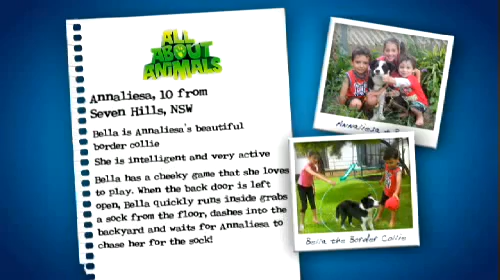 ALL
ABOUT
ANIMALS
Annaliesa, 10 from
Seven Hills, NSW
Bella is Annaliesa's beautiful
border collie
She is intelligent and very active
Bella has a cheeky game that she loves
to play. When the back door is left
open, Bella quickly runs inside grabs
a sock from the floor, dashes into the
backyard and waits for Annaliesa to
chase her for the sock!
Annaliesa
Bella the Border Collie